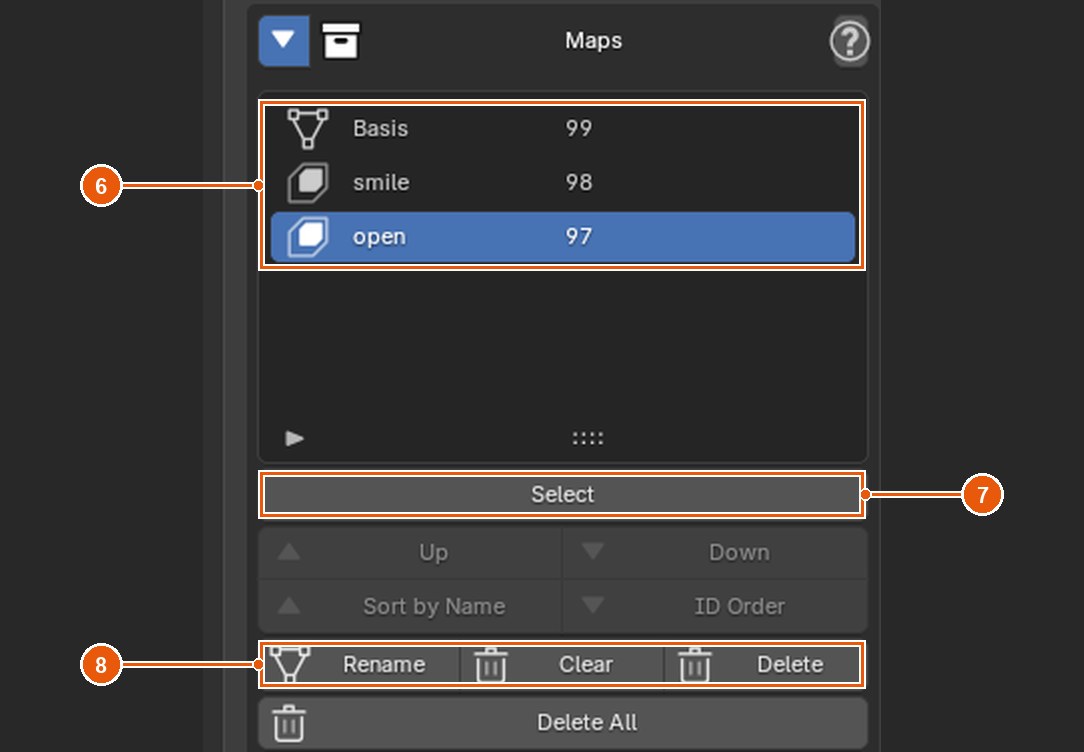 Maps
Basis 99
6 smile 98
open 97
Select 7
Up Down
Sort by Name ID Order
8 Rename Clear Delete
Delete All